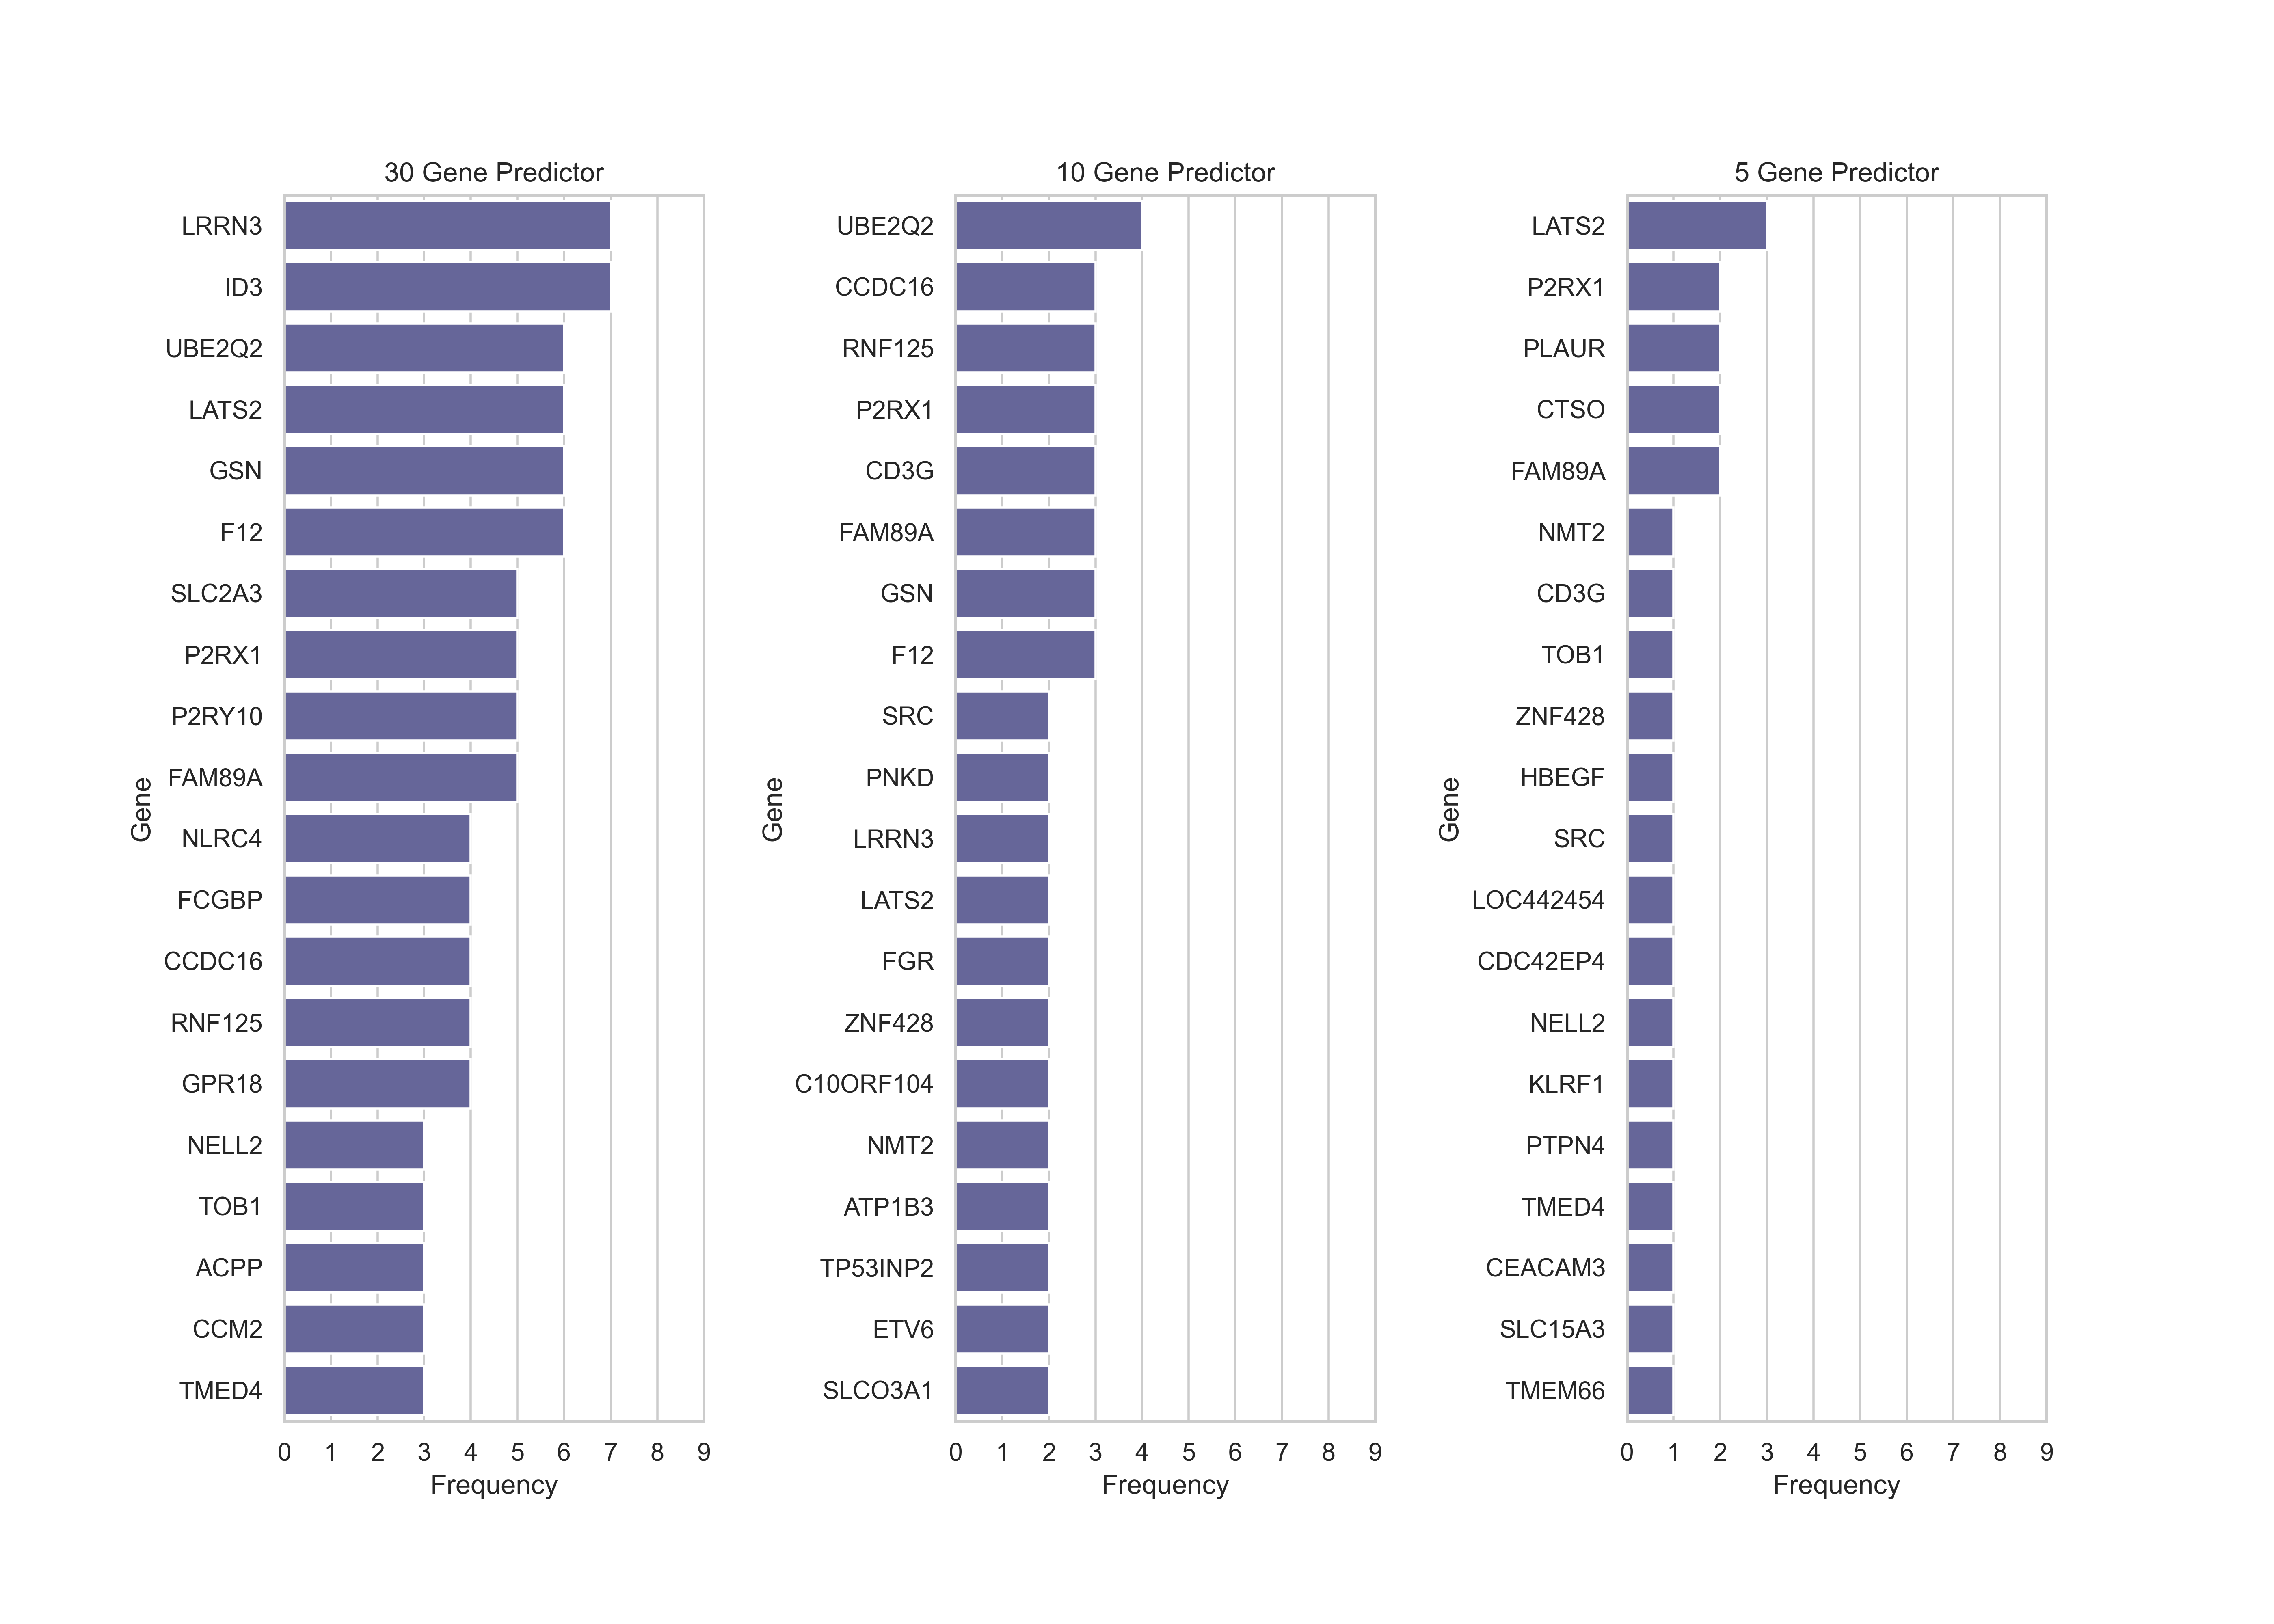 30 Gene Predictor
LRRN3
ID3
UBE2Q2
LATS2
GSN
F12
SLC2A3
P2RX1
P2RY10
FAM89A
NLRC4
FCGBP
CCDC16
RNF125
GPR18
NELL2
TOB1
ACPP
CCM2
TMED4
Gene
0 1 2 3 4 5 6 7 8 9
Frequency
10 Gene Predictor
UBE2Q2
CCDC16
RNF125
P2RX1
CD3G
FAM89A
GSN
F12
SRC
PNKD
LRRN3
LATS2
FGR
ZNF428
C10ORF104
NMT2
ATP1B3
TP53INP2
ETV6
SLCO3A1
Gene
0 1 2 3 4 5 6 7 8 9
Frequency
5 Gene Predictor
LATS2
P2RX1
PLAUR
CTSO
FAM89A
NMT2
CD3G
TOB1
ZNF428
HBEGF
SRC
LOC442454
CDC42EP4
NELL2
KLRF1
PTPN4
TMED4
CEACAM3
SLC15A3
TMEM66
Gene
0 1 2 3 4 5 6 7 8 9
Frequency